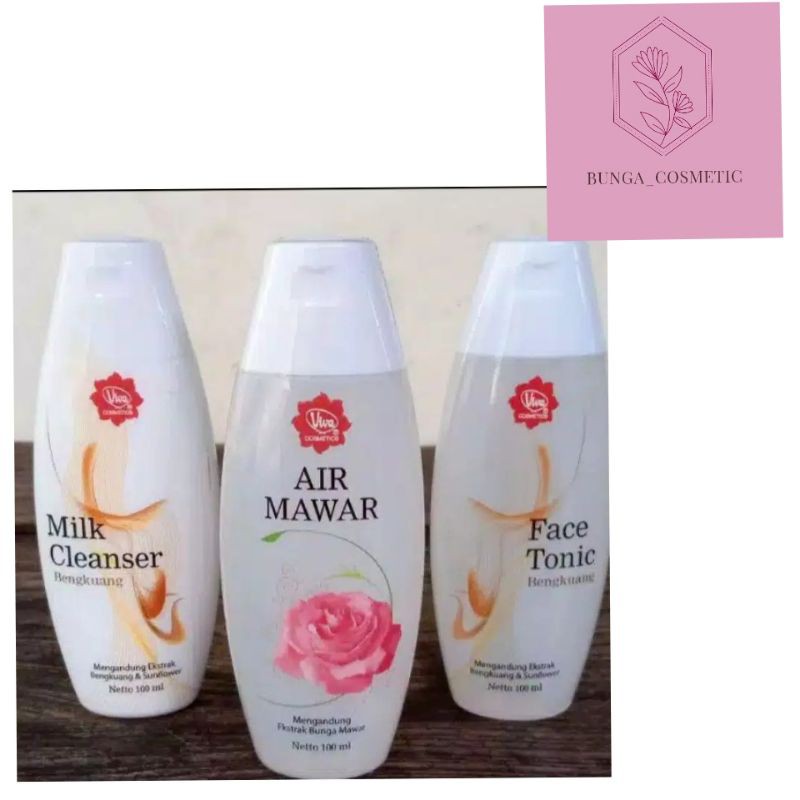 BUNGA_COSMETIC
Viva
COSMETICS
Milk
Cleanser
Bengkuang
Mengandung Ekstrak
Bengkuang & Sunflower
Netto 100 ml
Viva
COSMETICS
AIR
MAWAR
Mengandung
Ekstrak Bunga Mawar
Netto 100 ml
Viva
COSMETICS
Face
Tonic
Bengkuang
Mengandung Ekstrak
Bengkuang & Sunflower
Netto 100 ml